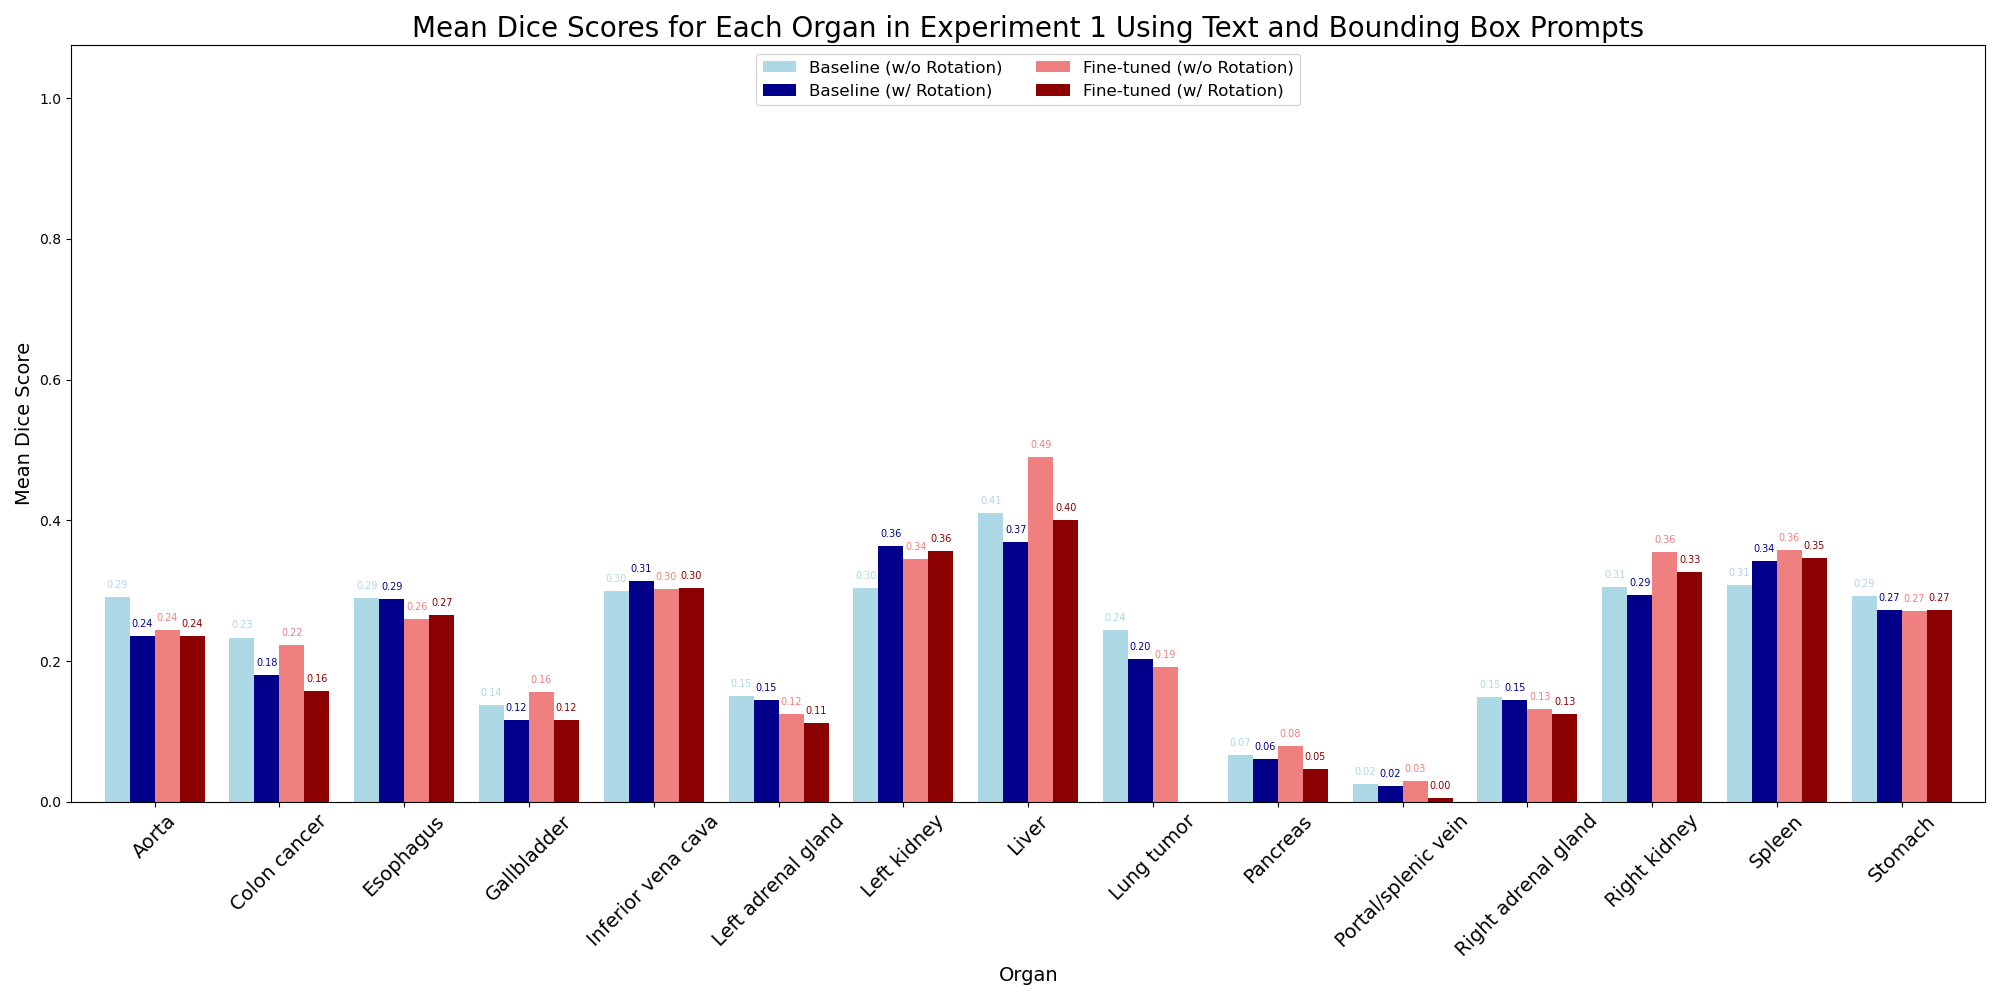 Mean Dice Scores for Each Organ in Experiment 1 Using Text and Bounding Box Prompts
Baseline (w/o Rotation)
Baseline (w/ Rotation)
Fine-tuned (w/o Rotation)
Fine-tuned (w/ Rotation)
Mean Dice Score
1.0
0.8
0.6
0.4
0.2
0.0
0.29 0.24 0.24 0.24
0.23 0.18 0.22 0.16
0.29 0.29 0.26 0.27
0.14 0.12 0.16 0.12
0.30 0.31 0.30 0.30
0.15 0.15 0.12 0.11
0.30 0.36 0.34 0.36
0.41 0.37 0.49 0.40
0.24 0.20 0.19
0.07 0.06 0.08 0.05
0.02 0.02 0.03 0.00
0.15 0.15 0.13 0.13
0.31 0.29 0.36 0.33
0.31 0.34 0.36 0.35
0.29 0.27 0.27 0.27
Aorta
Colon cancer
Esophagus
Gallbladder
Inferior vena cava
Left adrenal gland
Left kidney
Liver
Lung tumor
Pancreas
Portal/splenic vein
Right adrenal gland
Right kidney
Spleen
Stomach
Organ